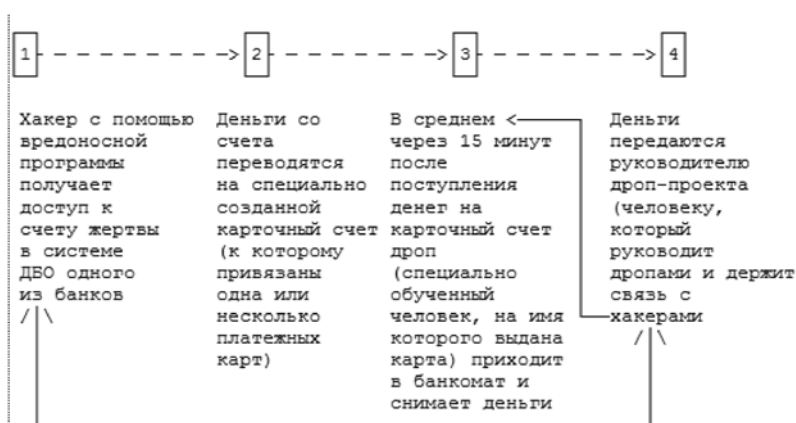 1 - - - - - - - - -> 2 - - - - - - -> 3 - - - - - - -> 4
Хакер с помощью
вредоносной
программы
получает
доступ к
счету жертвы
в системе
ДБО одного
из банков
Деньги со
счета
переводятся
на специально
созданной
карточный счет
(к которому
привязаны
одна или
несколько
платежных
карт)
В среднем <
через 15 минут
после
поступления
денег на
карточный счет
дроп
(специально
обученный
человек, на имя
которого выдана
карта) приходит
в банкомат и
снимает деньги
Деньги
передаются
руководителю
дроп-проекта
(человеку,
который
руководит
дропами и держит
связь с
хакерами